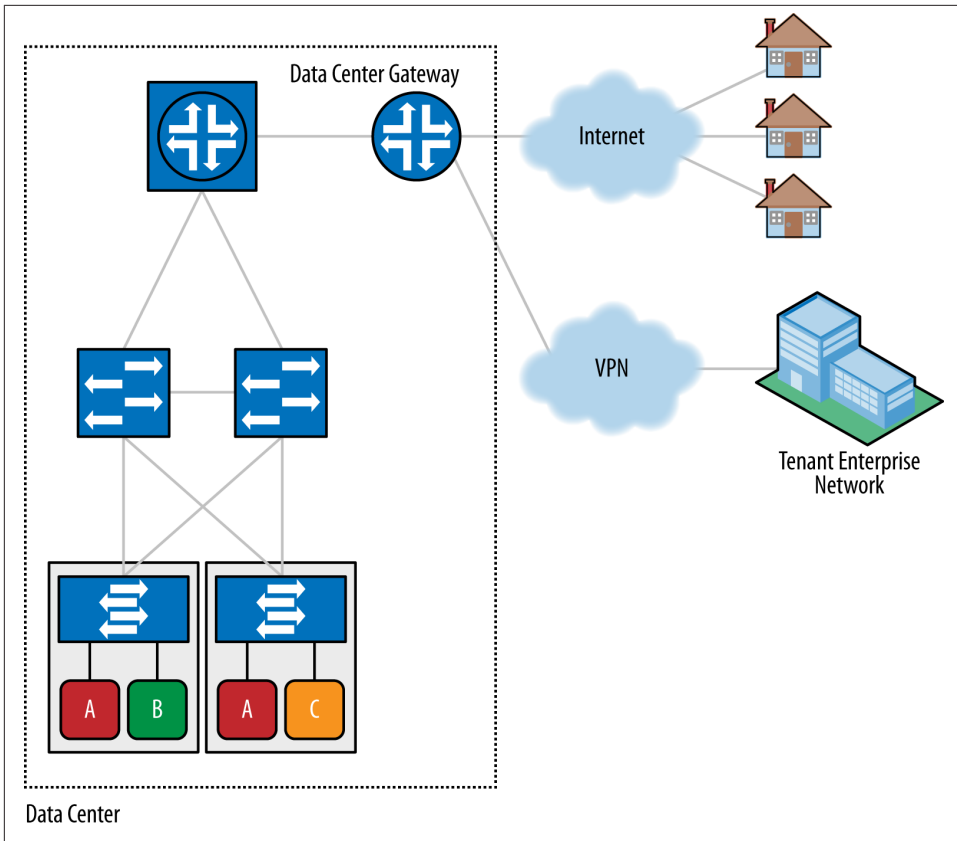 Data Center Gateway
Internet
VPN
Tenant Enterprise
Network
A
B
A
C
Data Center